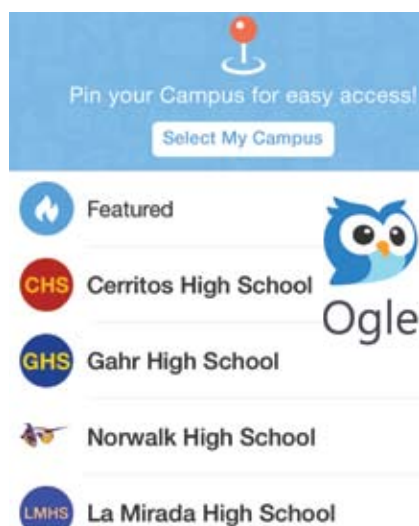 Pin your Campus for easy access!
Select My Campus
Featured
CHS Cerritos High School
Ogle
GHS Gahr High School
Norwalk High School
LMHS La Mirada High School